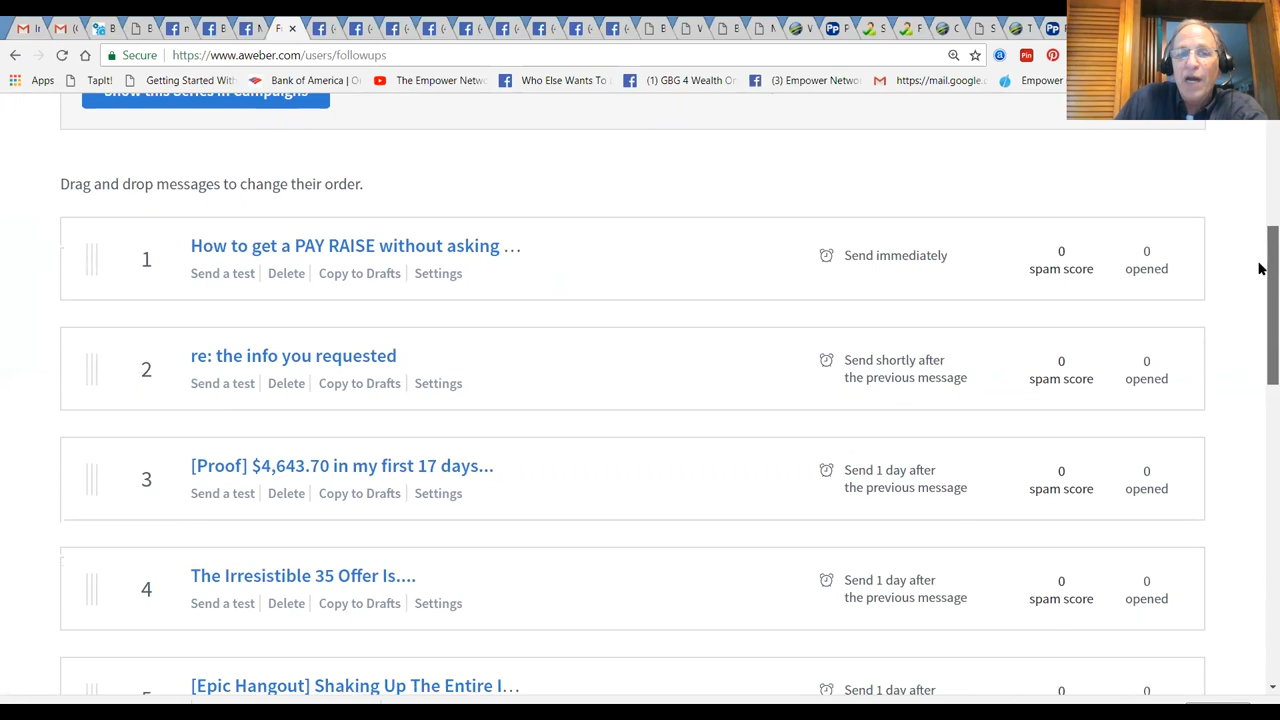 Secure https://www.aweber.com/users/followups
Apps TapIt! Getting Started With Bank of America | O The Empower Netw Who Else Wants To (1) GBG 4 Wealth Or (3) Empower Netwo https://mail.google.c Empower
Show this Series in Campaigns
Drag and drop messages to change their order.
1 How to get a PAY RAISE without asking … Send immediately 0 0
Send a test Delete Copy to Drafts Settings spam score opened
2 re: the info you requested Send shortly after 0 0
Send a test Delete Copy to Drafts Settings the previous message spam score opened
3 [Proof] $4,643.70 in my first 17 days... Send 1 day after 0 0
Send a test Delete Copy to Drafts Settings the previous message spam score opened
4 The Irresistible 35 Offer Is.... Send 1 day after 0 0
Send a test Delete Copy to Drafts Settings the previous message spam score opened
[Epic Hangout] Shaking Up The Entire I… Send 1 day after 0 0